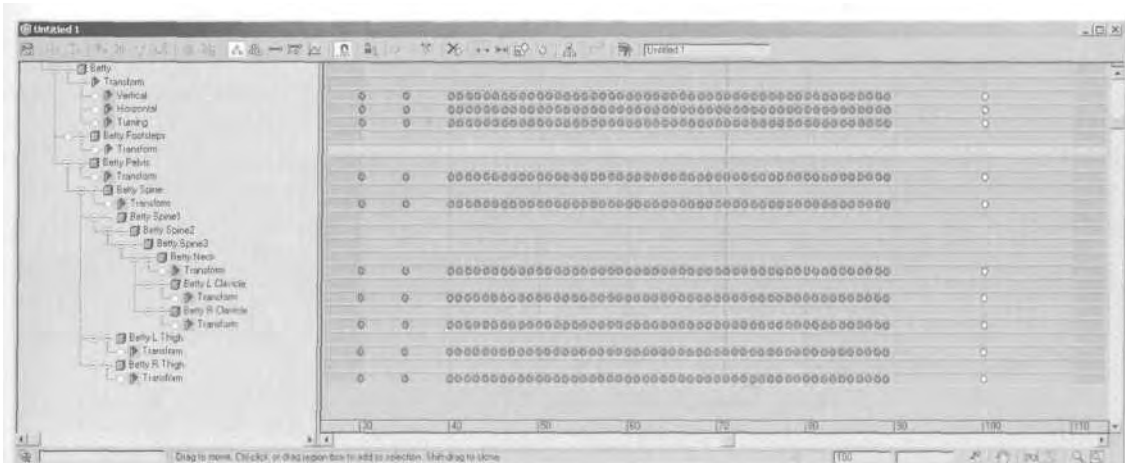 Untitled 1
Untitled 1
Betty
Transform
Vertical
Horizontal
Turning
Betty Footsteps
Transform
Betty Pelvis
Transform
Betty Spine
Transform
Betty Spine1
Betty Spine2
Betty Spine3
Betty Neck
Transform
Betty L Clavicle
Transform
Betty R Clavicle
Transform
Betty L Thigh
Transform
Betty R Thigh
Transform
30 40 50 60 70 80 90 100 110
Drag to move. Ctrl-click or drag region box to add to selection. Shift-drag to clone. 100